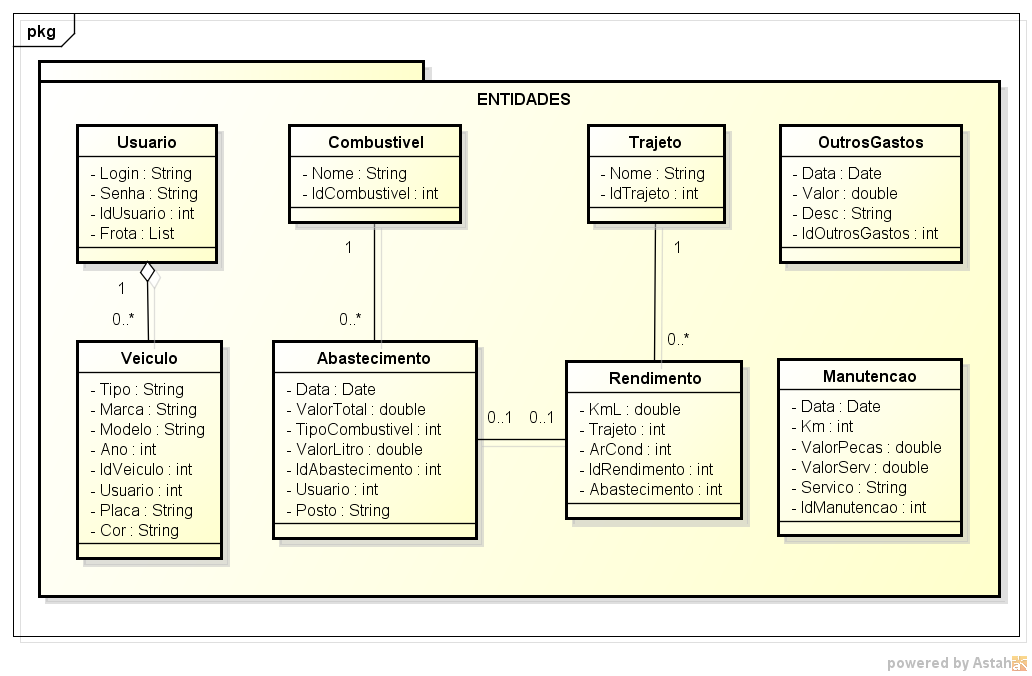 pkg
ENTIDADES
Usuario
- Login : String
- Senha : String
- IdUsuario : int
- Frota : List
Combustivel
- Nome : String
- IdCombustivel : int
Trajeto
- Nome : String
- IdTrajeto : int
OutrosGastos
- Data : Date
- Valor : double
- Desc : String
- IdOutrosGastos : int
1
0..*
1
0..*
1
0..*
Veiculo
- Tipo : String
- Marca : String
- Modelo : String
- Ano : int
- IdVeiculo : int
- Usuario : int
- Placa : String
- Cor : String
Abastecimento
- Data : Date
- ValorTotal : double
- TipoCombustivel : int
- ValorLitro : double
- IdAbastecimento : int
- Usuario : int
- Posto : String
0..1
0..1
Rendimento
- KmL : double
- Trajeto : int
- ArCond : int
- IdRendimento : int
- Abastecimento : int
Manutencao
- Data : Date
- Km : int
- ValorPecas : double
- ValorServ : double
- Servico : String
- IdManutencao : int
powered by Astah